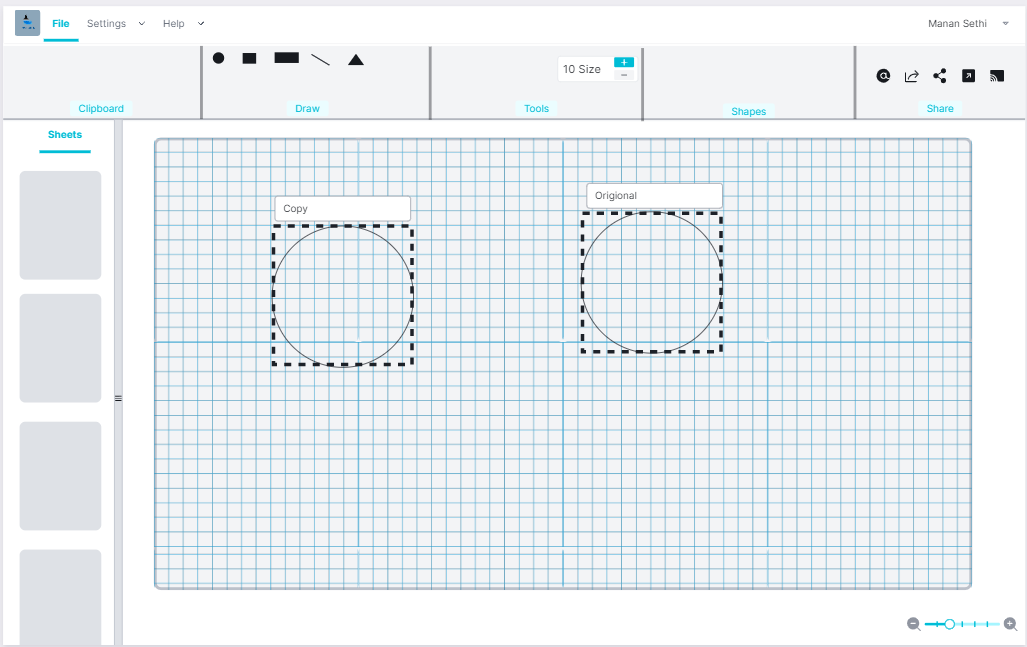 File Settings Help Manan Sethi
10 Size
Clipboard Draw Tools Shapes Share
Sheets
Origional
Copy